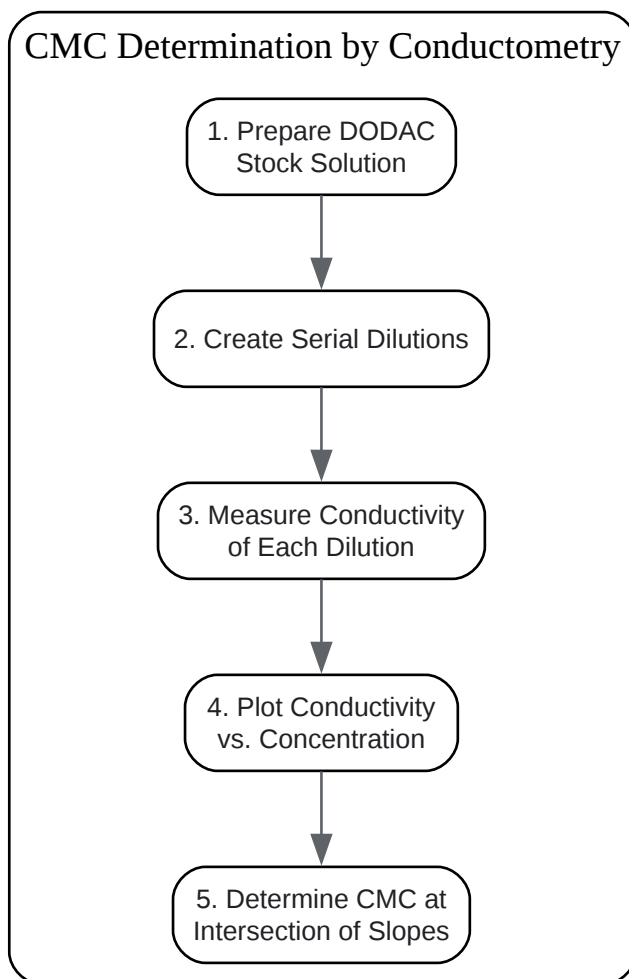 CMC Determination by Conductometry
1. Prepare DODAC
Stock Solution
2. Create Serial Dilutions
3. Measure Conductivity
of Each Dilution
4. Plot Conductivity
vs. Concentration
5. Determine CMC at
Intersection of Slopes